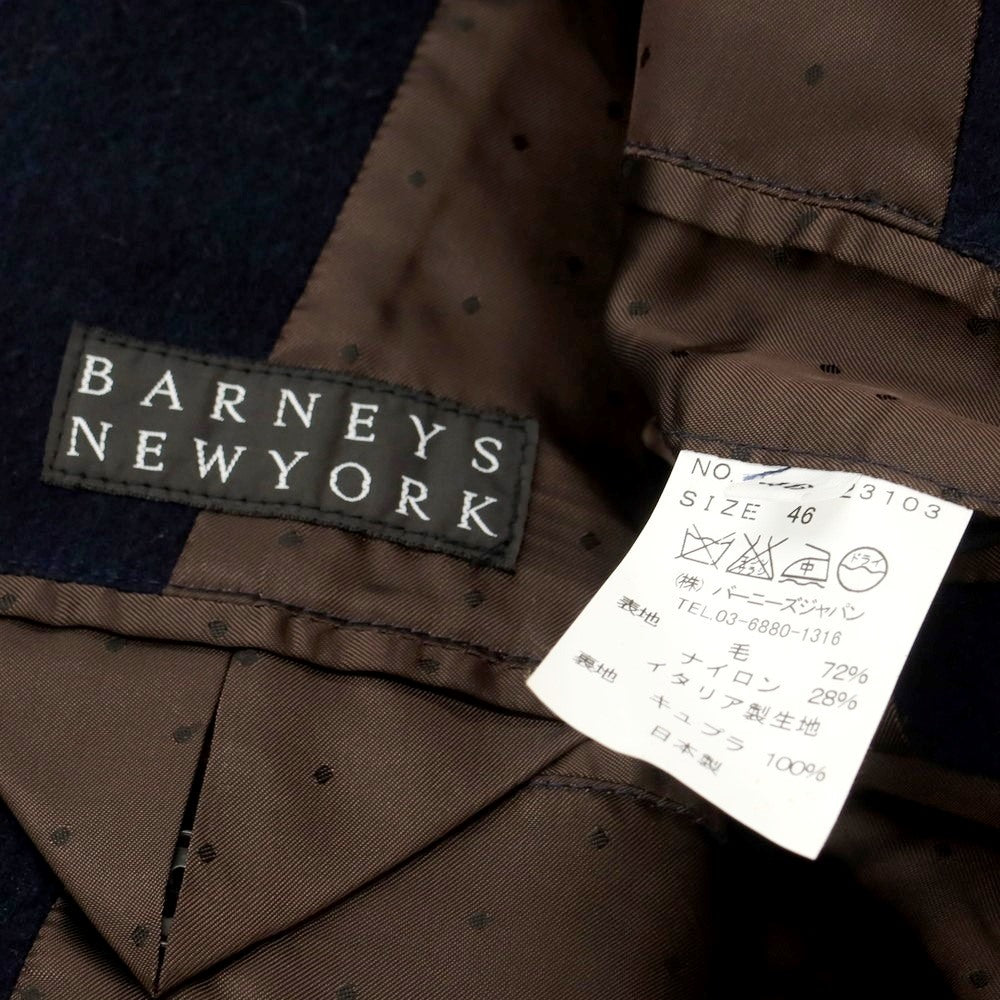 BARNEYS
NEWYORK
NO. 23103
SIZE 46
ドライ
(株)バーニーズジャパン
TEL.03-6880-1316
表地
毛 72%
ナイロン 28%
イタリア製生地
裏地
キュプラ 100%
日本製